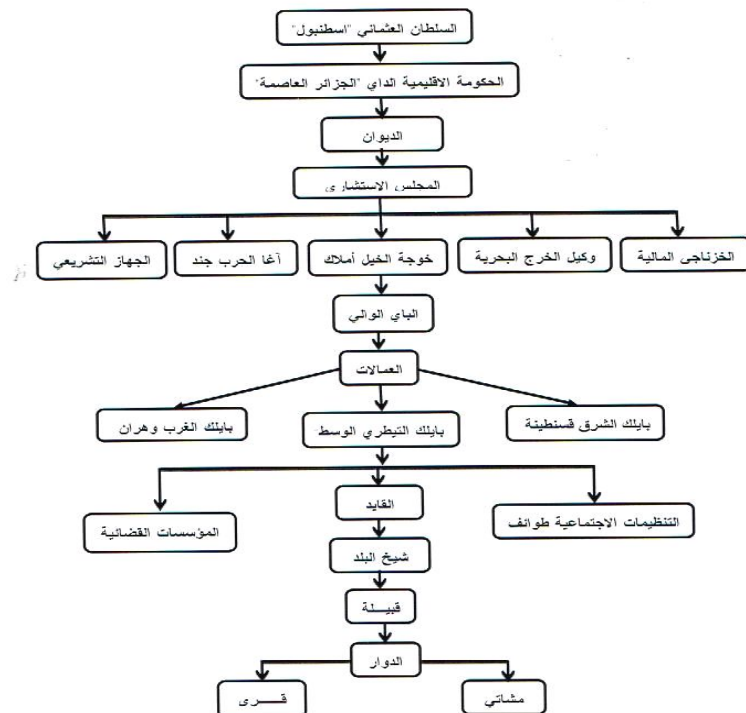 السلطان العثماني "اسطنبول"
الحكومة الاقليمية الداي "الجزائر العاصمة"
الديوان
المجلس الاستشاري
الخزناجي المالية
وكيل الخرج البحرية
خوجة الخيل أملاك
آغا الحرب جند
الجهاز التشريعي
الباي الوالي
العمالات
بايلك الشرق قسنطينة
بايلك التيطري الوسط
بايلك الغرب وهران
التنظيمات الاجتماعية طوائف
القايد
المؤسسات القضائية
شيخ البلد
قبيـــلة
الدوار
مشاتي
قـــرى